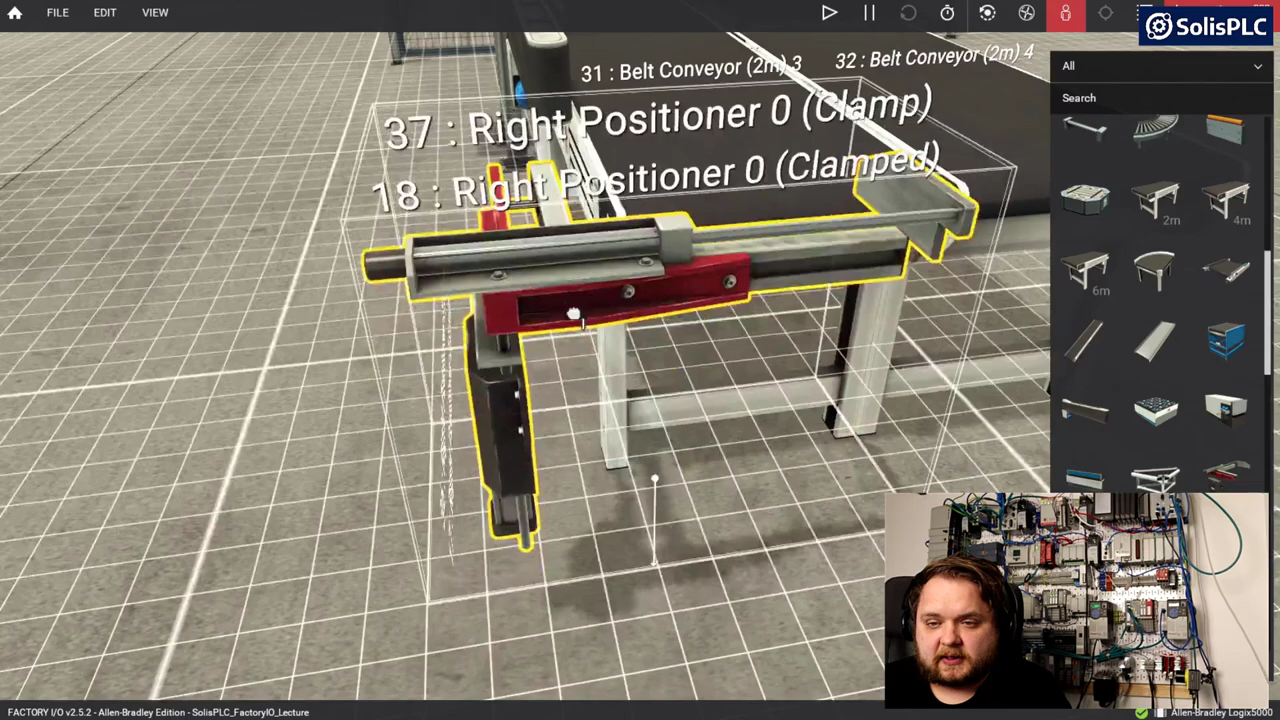 FILE EDIT VIEW
SolisPLC
All
Search
31 : Belt Conveyor (2m) 3
32 : Belt Conveyor (2m) 4
37 : Right Positioner 0 (Clamp)
18 : Right Positioner 0 (Clamped)
2m
4m
6m
FACTORY I/O v2.5.2 - Allen-Bradley Edition - SolisPLC_FactoryIO_Lecture
Allen-Bradley Logix5000